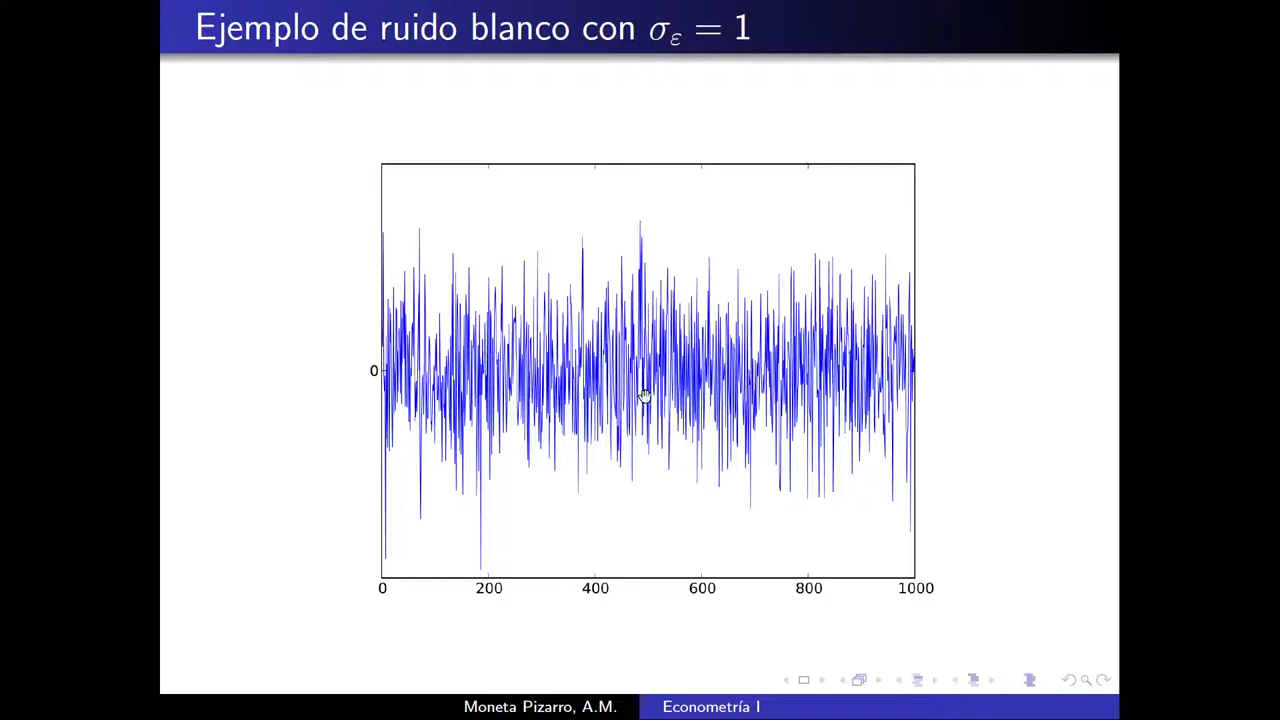 Ejemplo de ruido blanco con σε = 1
0
0 200 400 600 800 1000
Moneta Pizarro, A.M. Econometría I